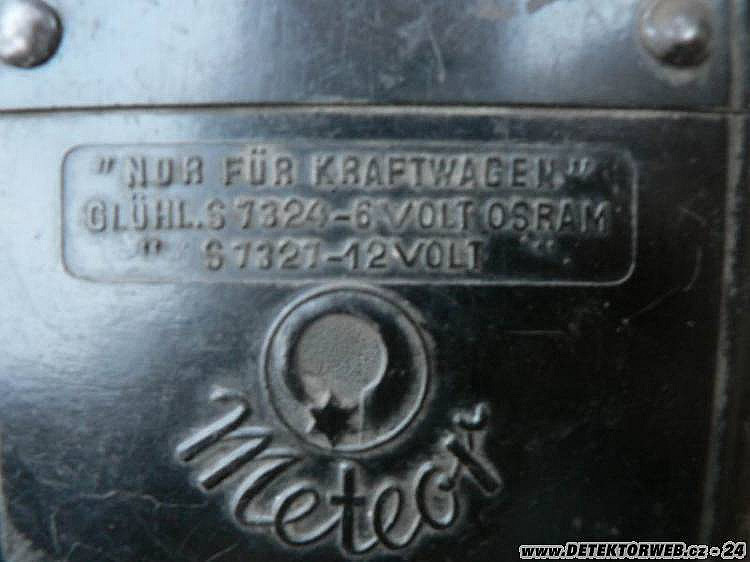 "NUR FÜR KRAFTWAGEN"
GLÜHL.S 7324-6 VOLT OSRAM
" S 7327-12 VOLT "
Meteor
www.DETEKTORWEB.cz - 24